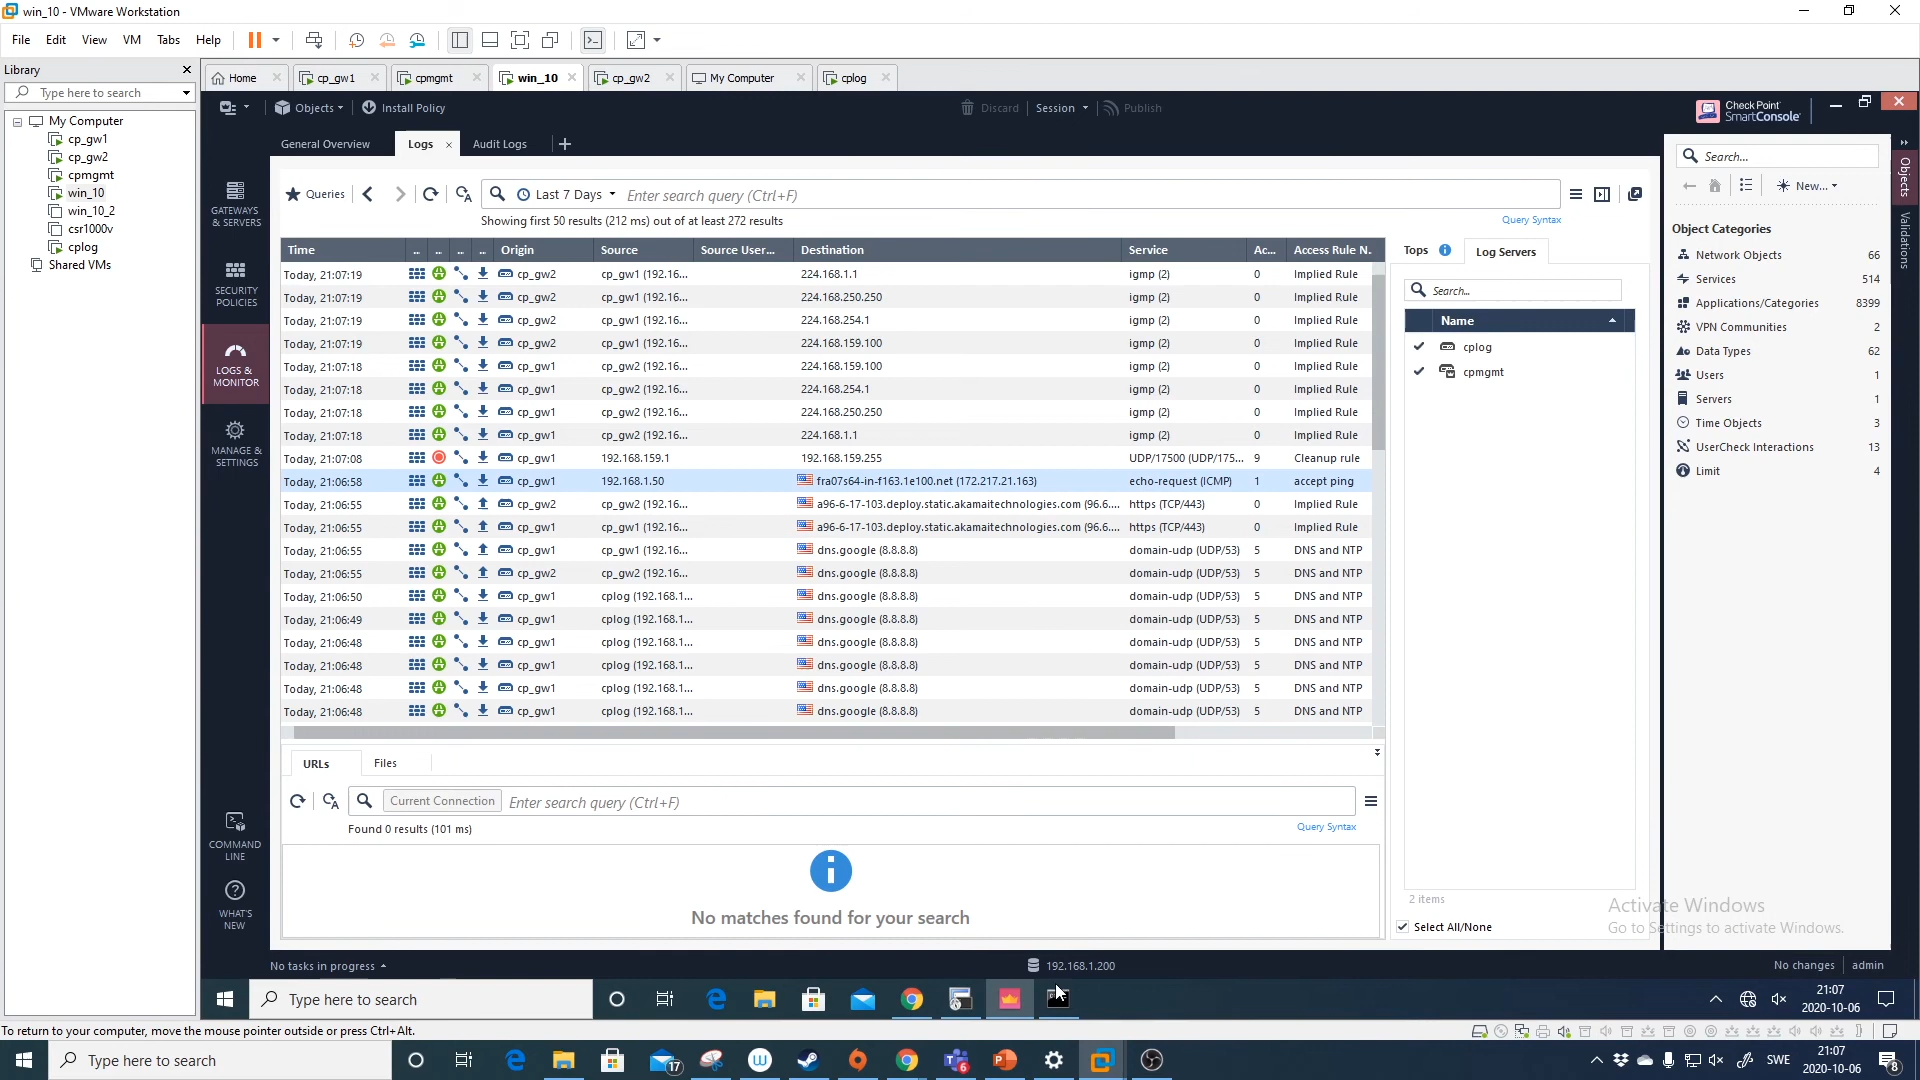 win_10 - VMware Workstation
File Edit View VM Tabs Help
Library
Type here to search
My Computer
cp_gw1
cp_gw2
cpmgmt
win_10
win_10_2
csr1000v
cplog
Shared VMs
Home cp_gw1 cpmgmt win_10 cp_gw2 My Computer cplog
Objects Install Policy Discard Session Publish Check Point SmartConsole
General Overview Logs Audit Logs
GATEWAYS & SERVERS
SECURITY POLICIES
LOGS & MONITOR
MANAGE & SETTINGS
COMMAND LINE
WHAT'S NEW
Queries Last 7 Days Enter search query (Ctrl+F)
Showing first 50 results (212 ms) out of at least 272 results Query Syntax
Time .. .. .. .. Origin Source Source User... Destination Service Ac... Access Rule N.
Today, 21:07:19 cp_gw2 cp_gw1 (192.16... 224.168.1.1 igmp (2) 0 Implied Rule
Today, 21:07:19 cp_gw2 cp_gw1 (192.16... 224.168.250.250 igmp (2) 0 Implied Rule
Today, 21:07:19 cp_gw2 cp_gw1 (192.16... 224.168.254.1 igmp (2) 0 Implied Rule
Today, 21:07:19 cp_gw2 cp_gw1 (192.16... 224.168.159.100 igmp (2) 0 Implied Rule
Today, 21:07:18 cp_gw1 cp_gw2 (192.16... 224.168.159.100 igmp (2) 0 Implied Rule
Today, 21:07:18 cp_gw1 cp_gw2 (192.16... 224.168.254.1 igmp (2) 0 Implied Rule
Today, 21:07:18 cp_gw1 cp_gw2 (192.16... 224.168.250.250 igmp (2) 0 Implied Rule
Today, 21:07:18 cp_gw1 cp_gw2 (192.16... 224.168.1.1 igmp (2) 0 Implied Rule
Today, 21:07:08 cp_gw1 192.168.159.1 192.168.159.255 UDP/17500 (UDP/175... 9 Cleanup rule
Today, 21:06:58 cp_gw1 192.168.1.50 fra07s64-in-f163.1e100.net (172.217.21.163) echo-request (ICMP) 1 accept ping
Today, 21:06:55 cp_gw2 cp_gw2 (192.16... a96-6-17-103.deploy.static.akamaitechnologies.com (96.6.... https (TCP/443) 0 Implied Rule
Today, 21:06:55 cp_gw1 cp_gw1 (192.16... a96-6-17-103.deploy.static.akamaitechnologies.com (96.6.... https (TCP/443) 0 Implied Rule
Today, 21:06:55 cp_gw1 cp_gw1 (192.16... dns.google (8.8.8.8) domain-udp (UDP/53) 5 DNS and NTP
Today, 21:06:55 cp_gw2 cp_gw2 (192.16... dns.google (8.8.8.8) domain-udp (UDP/53) 5 DNS and NTP
Today, 21:06:50 cp_gw1 cplog (192.168.1... dns.google (8.8.8.8) domain-udp (UDP/53) 5 DNS and NTP
Today, 21:06:49 cp_gw1 cplog (192.168.1... dns.google (8.8.8.8) domain-udp (UDP/53) 5 DNS and NTP
Today, 21:06:48 cp_gw1 cplog (192.168.1... dns.google (8.8.8.8) domain-udp (UDP/53) 5 DNS and NTP
Today, 21:06:48 cp_gw1 cplog (192.168.1... dns.google (8.8.8.8) domain-udp (UDP/53) 5 DNS and NTP
Today, 21:06:48 cp_gw1 cplog (192.168.1... dns.google (8.8.8.8) domain-udp (UDP/53) 5 DNS and NTP
Today, 21:06:48 cp_gw1 cplog (192.168.1... dns.google (8.8.8.8) domain-udp (UDP/53) 5 DNS and NTP
URLs Files
Current Connection Enter search query (Ctrl+F)
Found 0 results (101 ms) Query Syntax
No matches found for your search
Tops Log Servers
Search...
Name
cplog
cpmgmt
2 items
Select All/None
Search...
New...
Object Categories
Network Objects 66
Services 514
Applications/Categories 8399
VPN Communities 2
Data Types 62
Users 1
Servers 1
Time Objects 3
UserCheck Interactions 13
Limit 4
Objects
Validations
Activate Windows
Go to Settings to activate Windows.
No tasks in progress 192.168.1.200 No changes admin
Type here to search 21:07
2020-10-06
To return to your computer, move the mouse pointer outside or press Ctrl+Alt.
Type here to search 17 6 SWE 21:07
2020-10-06 8